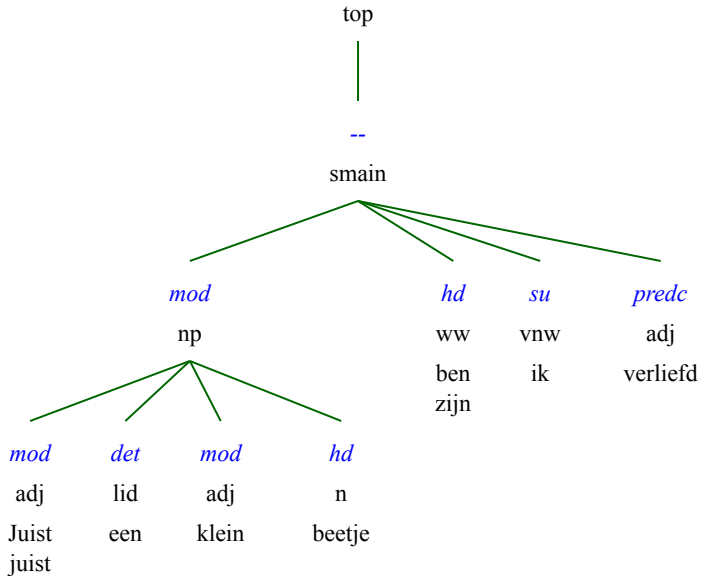 top
--
smain
mod hd su predc
np ww vnw adj
ben ik verliefd
zijn
mod det mod hd
adj lid adj n
Juist een klein beetje
juist